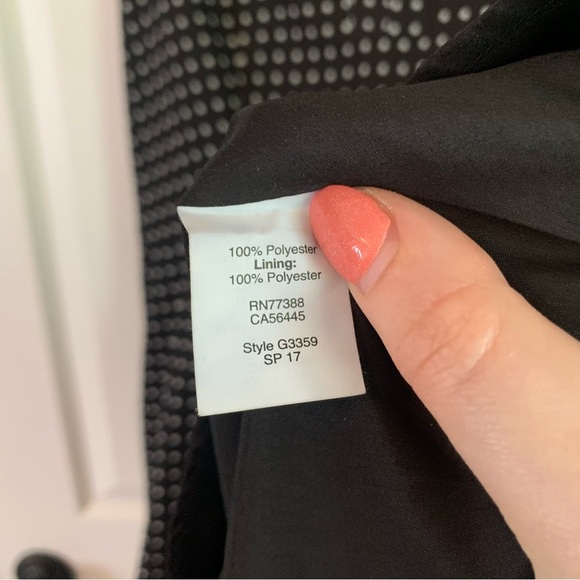 100% Polyester
Lining:
100% Polyester
RN77388
CA56445
Style G3359
SP 17